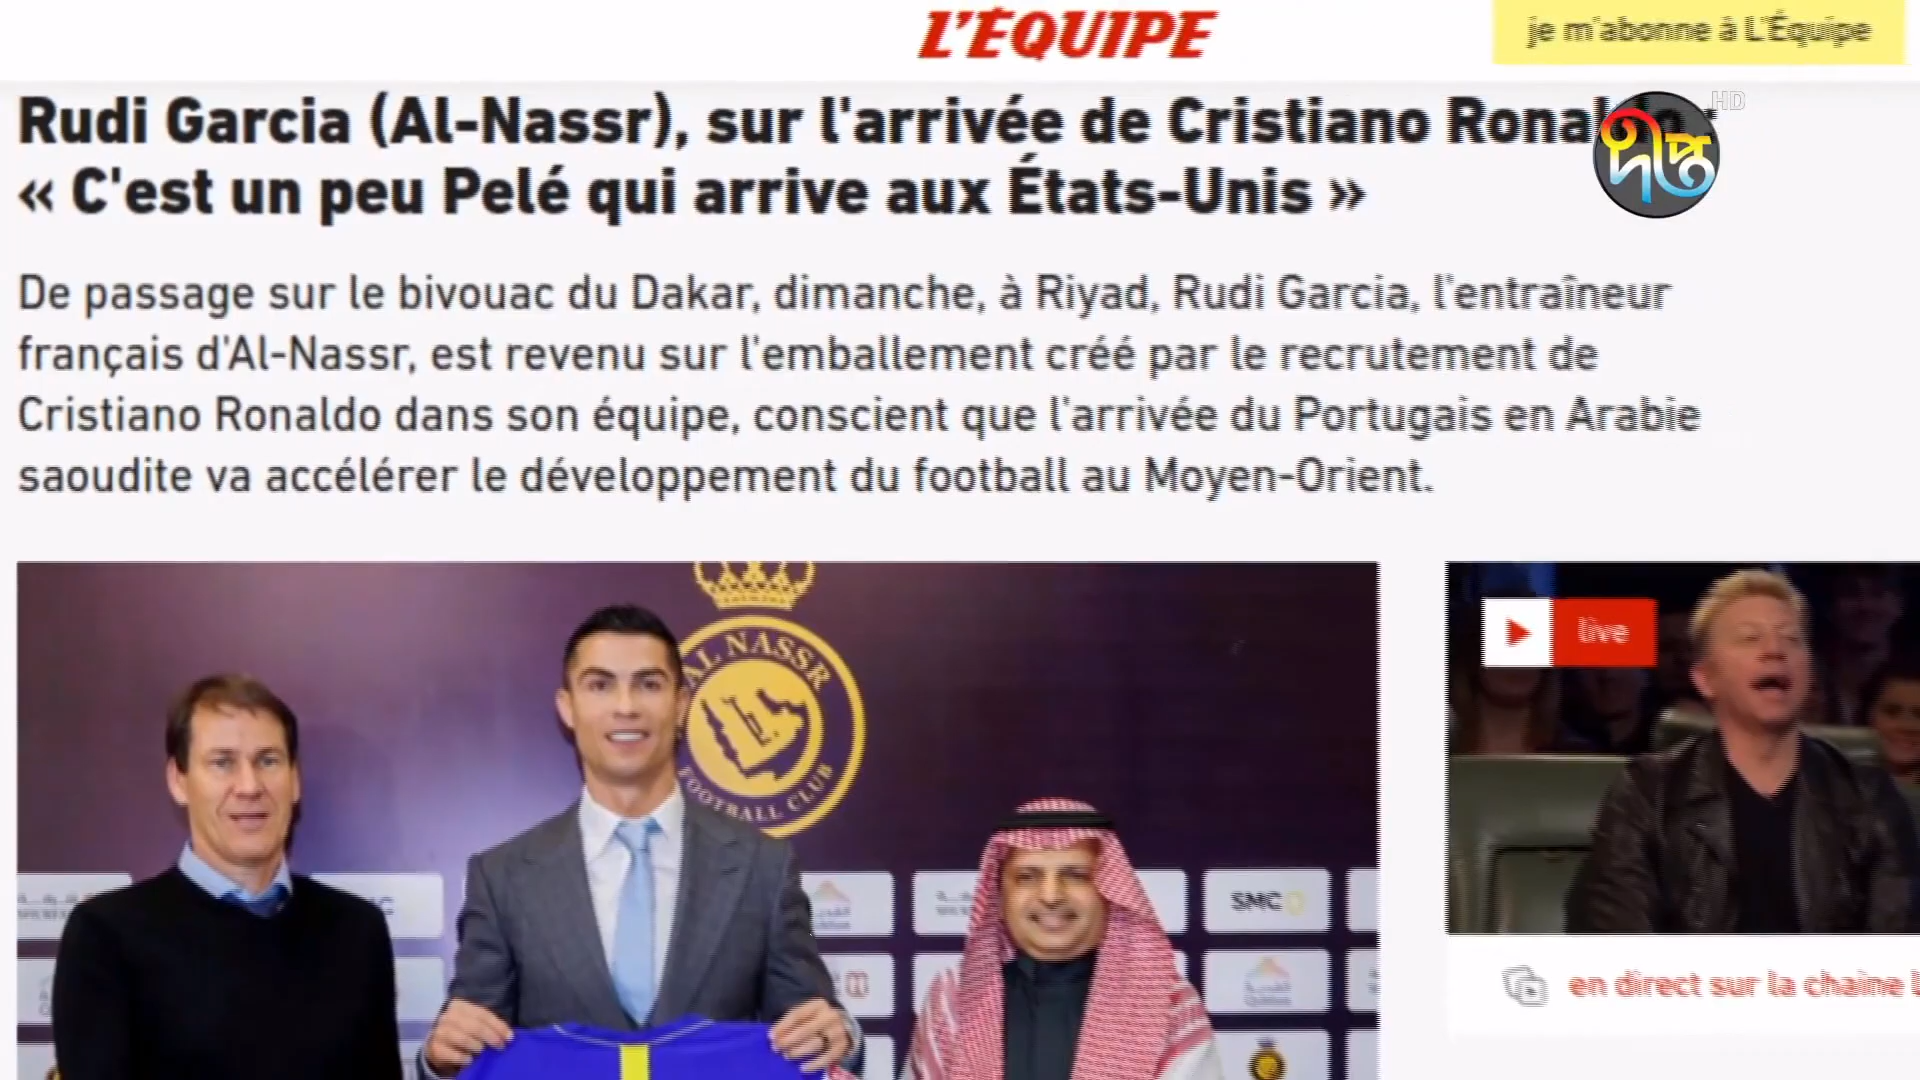 L'ÉQUIPE
je m'abonne à L'Équipe
HD
দীপ্ত
Rudi Garcia (Al-Nassr), sur l'arrivée de Cristiano Ronaldo :
« C'est un peu Pelé qui arrive aux États-Unis »
De passage sur le bivouac du Dakar, dimanche, à Riyad, Rudi Garcia, l'entraîneur
français d'Al-Nassr, est revenu sur l'emballement créé par le recrutement de
Cristiano Ronaldo dans son équipe, conscient que l'arrivée du Portugais en Arabie
saoudite va accélérer le développement du football au Moyen-Orient.
AL NASSR
FOOTBALL CLUB
SMC
live
en direct sur la chaine